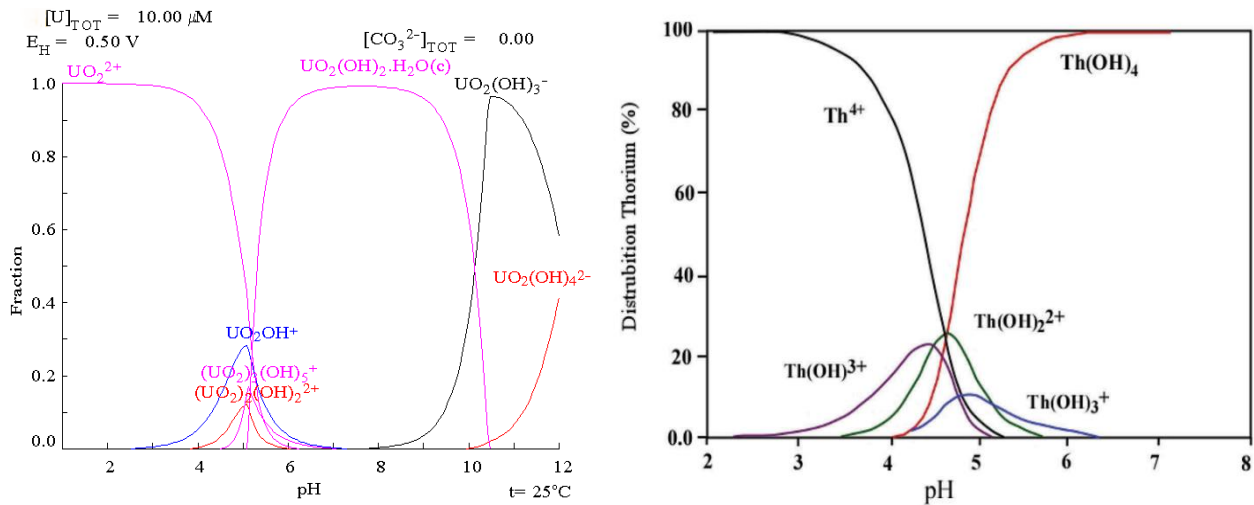 [U]TOT = 10.00 μM
EH = 0.50 V
[CO₃²⁻]TOT = 0.00
UO₂²⁺
UO₂(OH)₂.H₂O(c)
UO₂(OH)₃⁻
1.0
0.8
0.6
0.4
0.2
0.0
Fraction
UO₂(OH)₄²⁻
UO₂OH⁺
(UO₂)₃(OH)₅⁺
(UO₂)₂(OH)₂²⁺
2
4
6
8
10
12
pH
t= 25°C
100
80
60
40
20
0.0
Distrubition Thorium (%)
Th(OH)₄
Th⁴⁺
Th(OH)₂²⁺
Th(OH)³⁺
Th(OH)₃⁺
2
3
4
5
6
7
8
pH